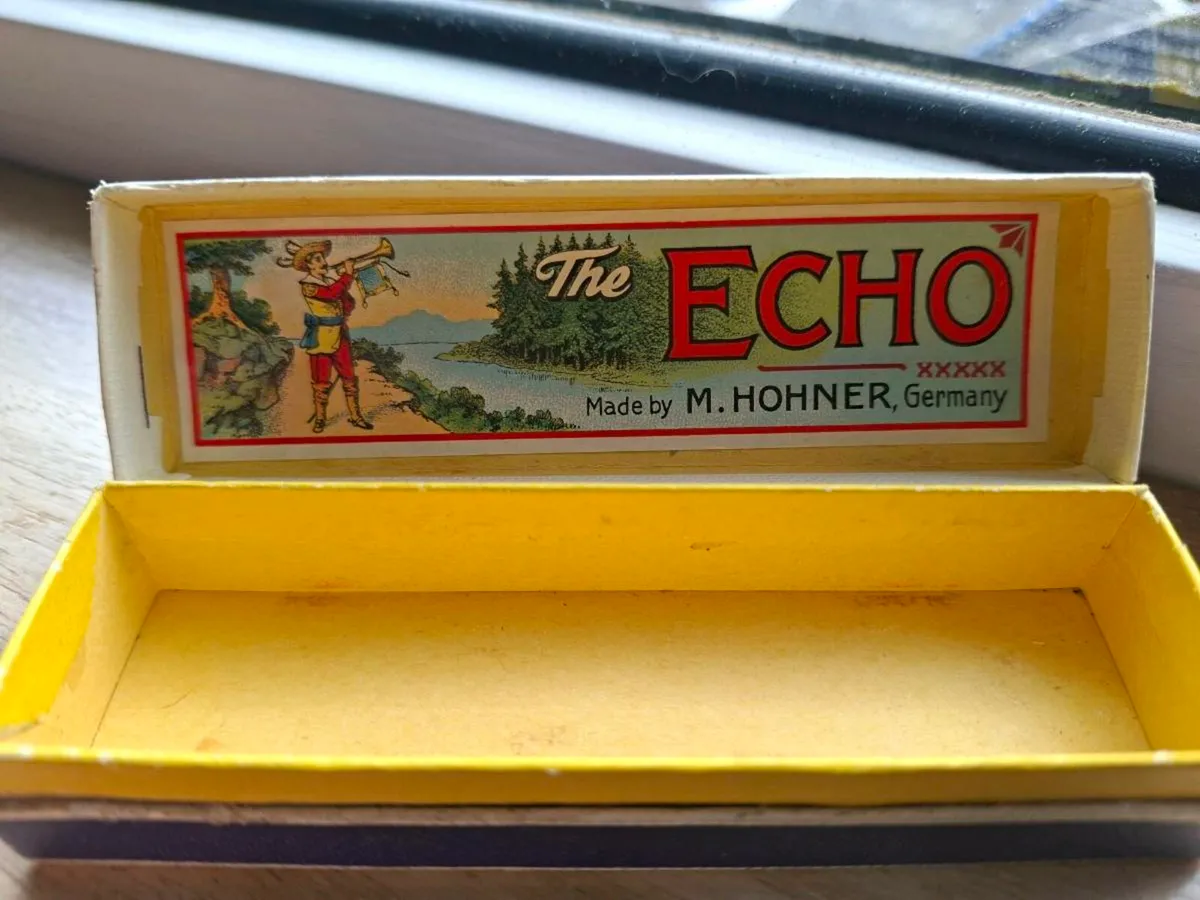 The ECHO
xxxxx
Made by M. HOHNER, Germany